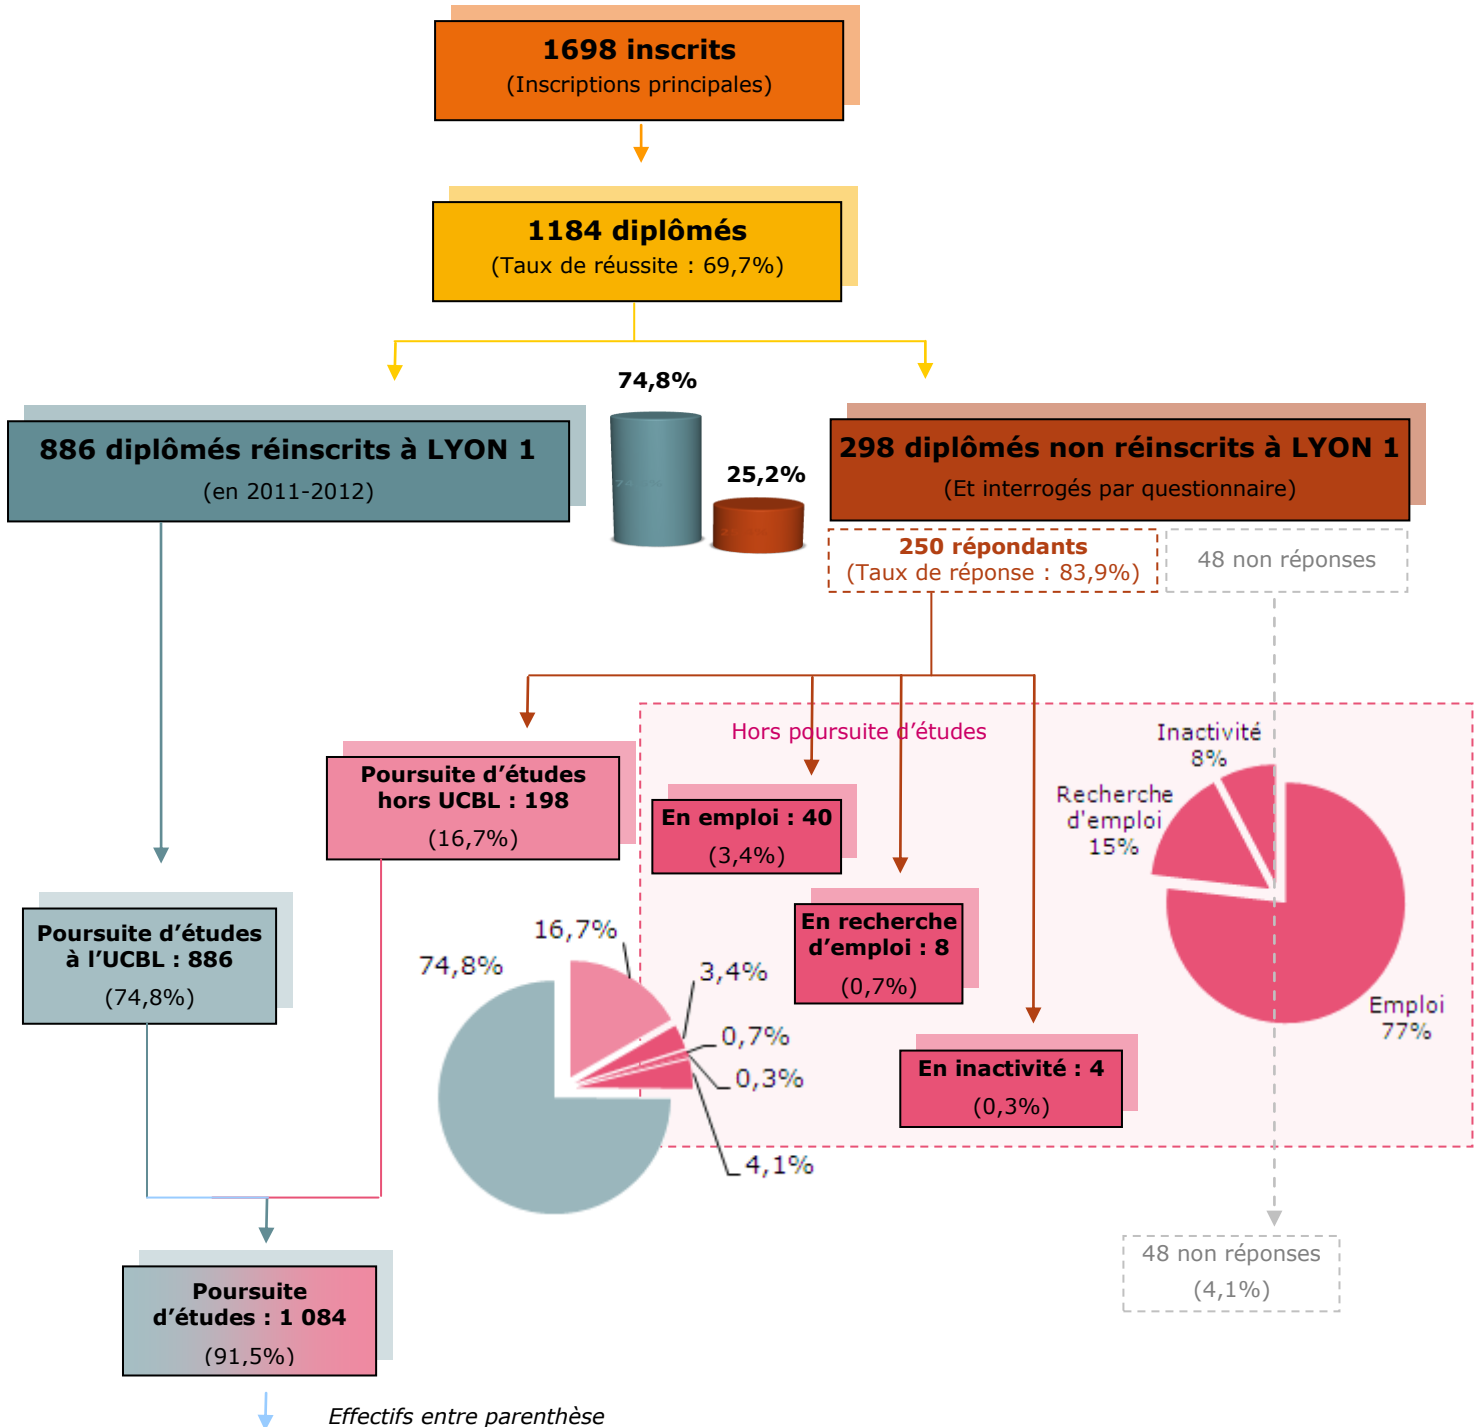 1698 inscrits
(Inscriptions principales)
1184 diplômés
(Taux de réussite : 69,7%)
74,8%
25,2%
886 diplômés réinscrits à LYON 1
(en 2011-2012)
298 diplômés non réinscrits à LYON 1
(Et interrogés par questionnaire)
250 répondants
(Taux de réponse : 83,9%)
48 non réponses
Hors poursuite d’études
Poursuite d’études
hors UCBL : 198
(16,7%)
En emploi : 40
(3,4%)
En recherche
d’emploi : 8
(0,7%)
En inactivité : 4
(0,3%)
Inactivité
8%
Recherche
d'emploi
15%
Emploi
77%
Poursuite d’études
à l’UCBL : 886
(74,8%)
74,8%
16,7%
3,4%
0,7%
0,3%
4,1%
48 non réponses
(4,1%)
Poursuite
d’études : 1 084
(91,5%)
Effectifs entre parenthèse